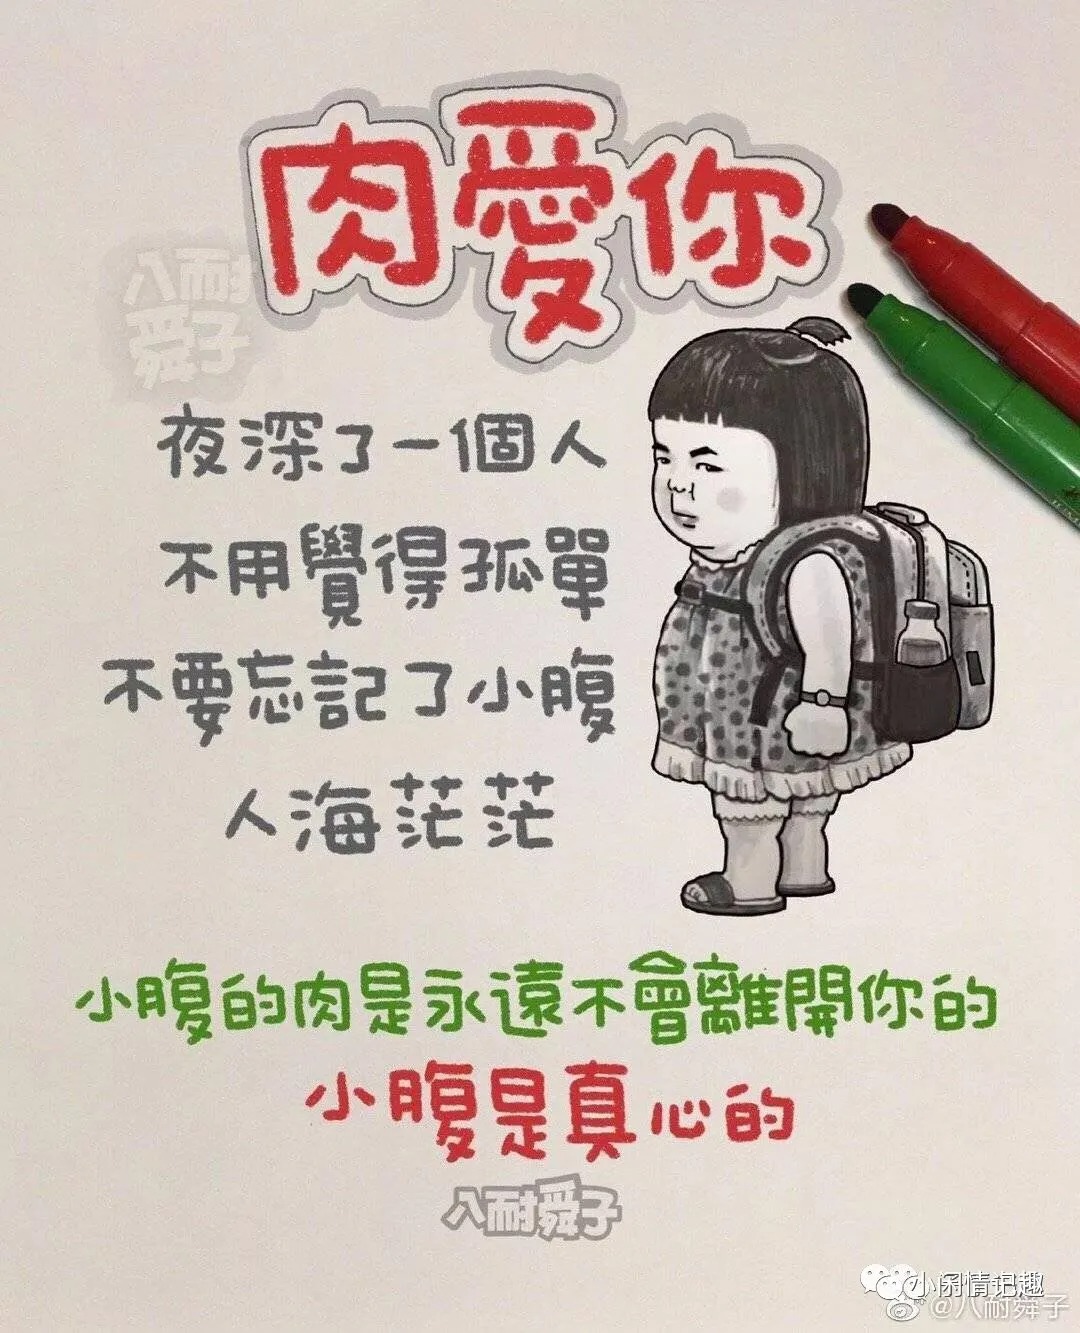 肉愛你
八耐
舜子
夜深了一個人
不用覺得孤單
不要忘記了小腹
人海茫茫
小腹的肉是永遠不會離開你的
小腹是真心的
八耐舜子
小闲情记趣
@八耐舜子